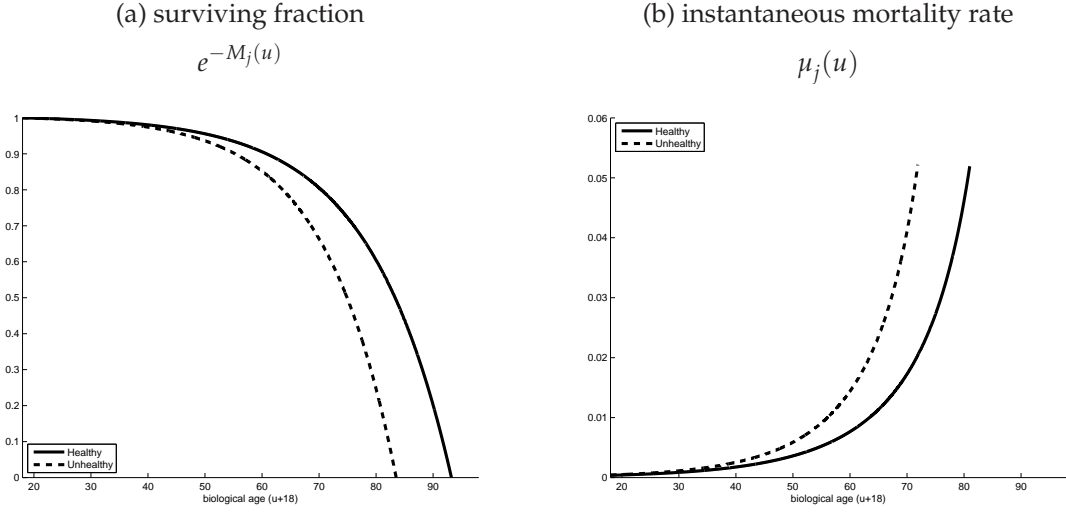 (a) surviving fraction
e^{-M_j(u)}
1
0.9
0.8
0.7
0.6
0.5
0.4
0.3
0.2
0.1
0
Healthy
Unhealthy
20 30 40 50 60 70 80 90
biological age (u+18)
(b) instantaneous mortality rate
μ_j(u)
0.06
0.05
0.04
0.03
0.02
0.01
0
Healthy
Unhealthy
20 30 40 50 60 70 80 90
biological age (u+18)